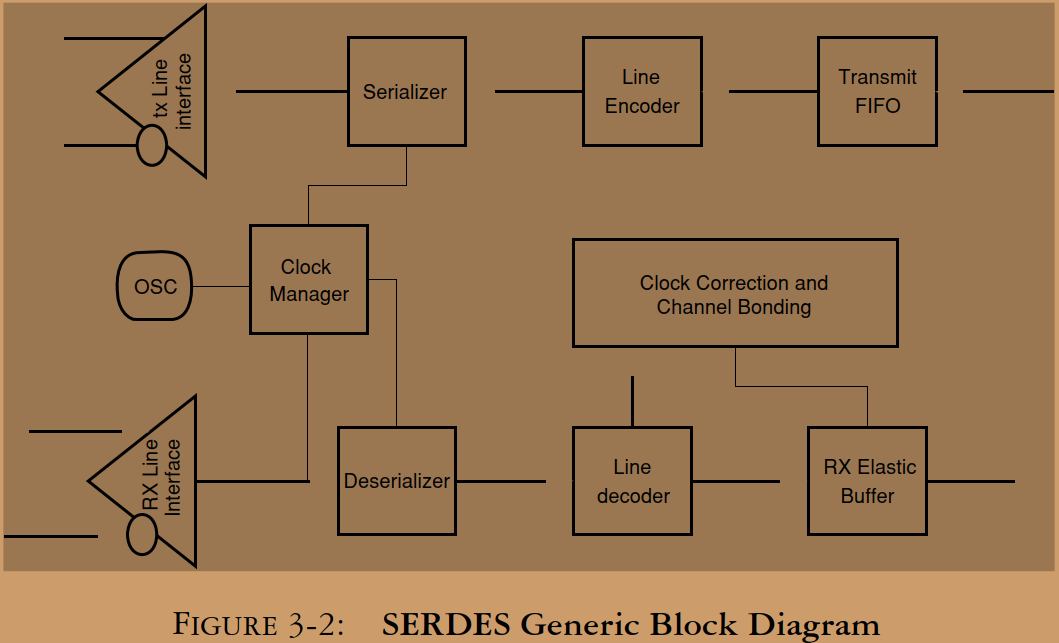 tx Line
interface
Serializer
Line
Encoder
Transmit
FIFO
OSC
Clock
Manager
Clock Correction and
Channel Bonding
RX Line
Interface
Deserializer
Line
decoder
RX Elastic
Buffer
FIGURE 3-2: SERDES Generic Block Diagram